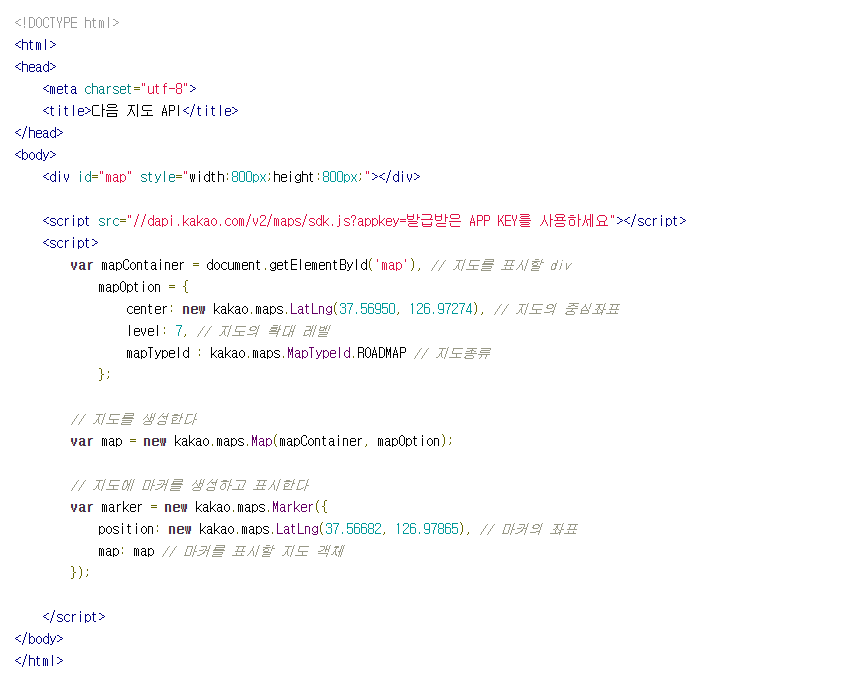 <!DOCTYPE html>
<html>
<head>
    <meta charset="utf-8">
    <title>다음 지도 API</title>
</head>
<body>
    <div id="map" style="width:800px;height:800px;"></div>

    <script src="//dapi.kakao.com/v2/maps/sdk.js?appkey=발급받은 APP KEY를 사용하세요"></script>
    <script>
        var mapContainer = document.getElementById('map'), // 지도를 표시할 div
            mapOption = {
                center: new kakao.maps.LatLng(37.56950, 126.97274), // 지도의 중심좌표
                level: 7, // 지도의 확대 레벨
                mapTypeId : kakao.maps.MapTypeId.ROADMAP // 지도종류
            };

        // 지도를 생성한다
        var map = new kakao.maps.Map(mapContainer, mapOption);

        // 지도에 마커를 생성하고 표시한다
        var marker = new kakao.maps.Marker({
            position: new kakao.maps.LatLng(37.56682, 126.97865), // 마커의 좌표
            map: map // 마커를 표시할 지도 객체
        });

    </script>
</body>
</html>